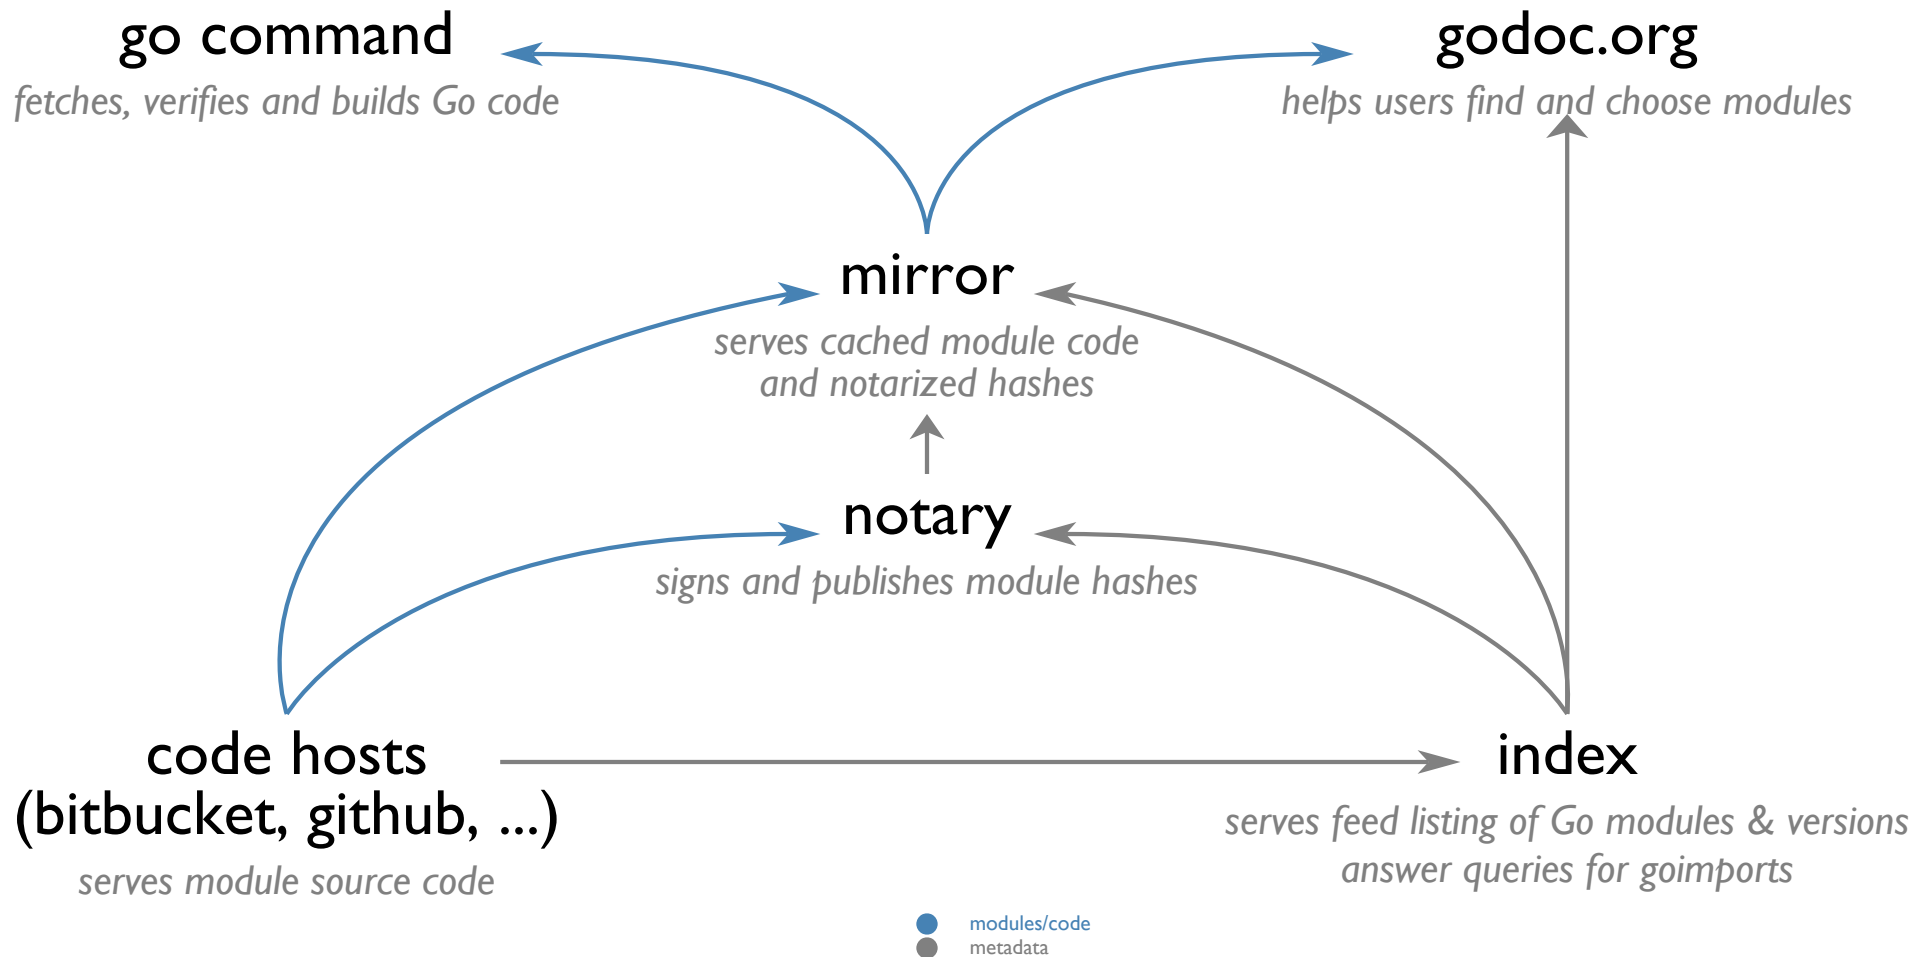 go command
fetches, verifies and builds Go code
godoc.org
helps users find and choose modules
mirror
serves cached module code
and notarized hashes
notary
signs and publishes module hashes
code hosts
(bitbucket, github, ...)
serves module source code
index
serves feed listing of Go modules & versions
answer queries for goimports
modules/code
metadata